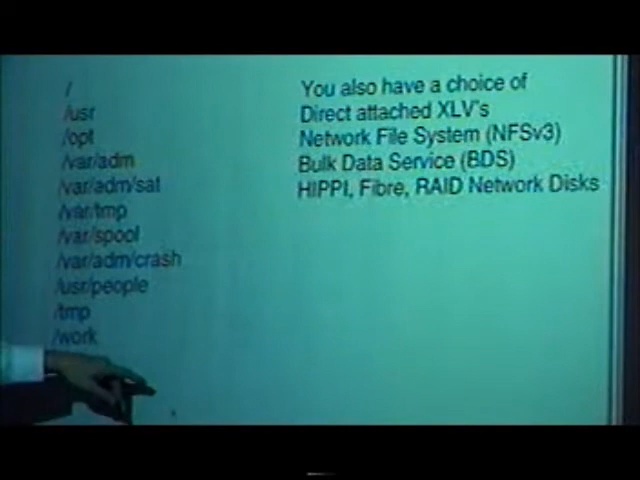 /
/usr
/opt
/var/adm
/var/adm/sat
/var/tmp
/var/spool
/var/adm/crash
/usr/people
/tmp
/work
You also have a choice of
Direct attached XLV's
Network File System (NFSv3)
Bulk Data Service (BDS)
HIPPI, Fibre, RAID Network Disks